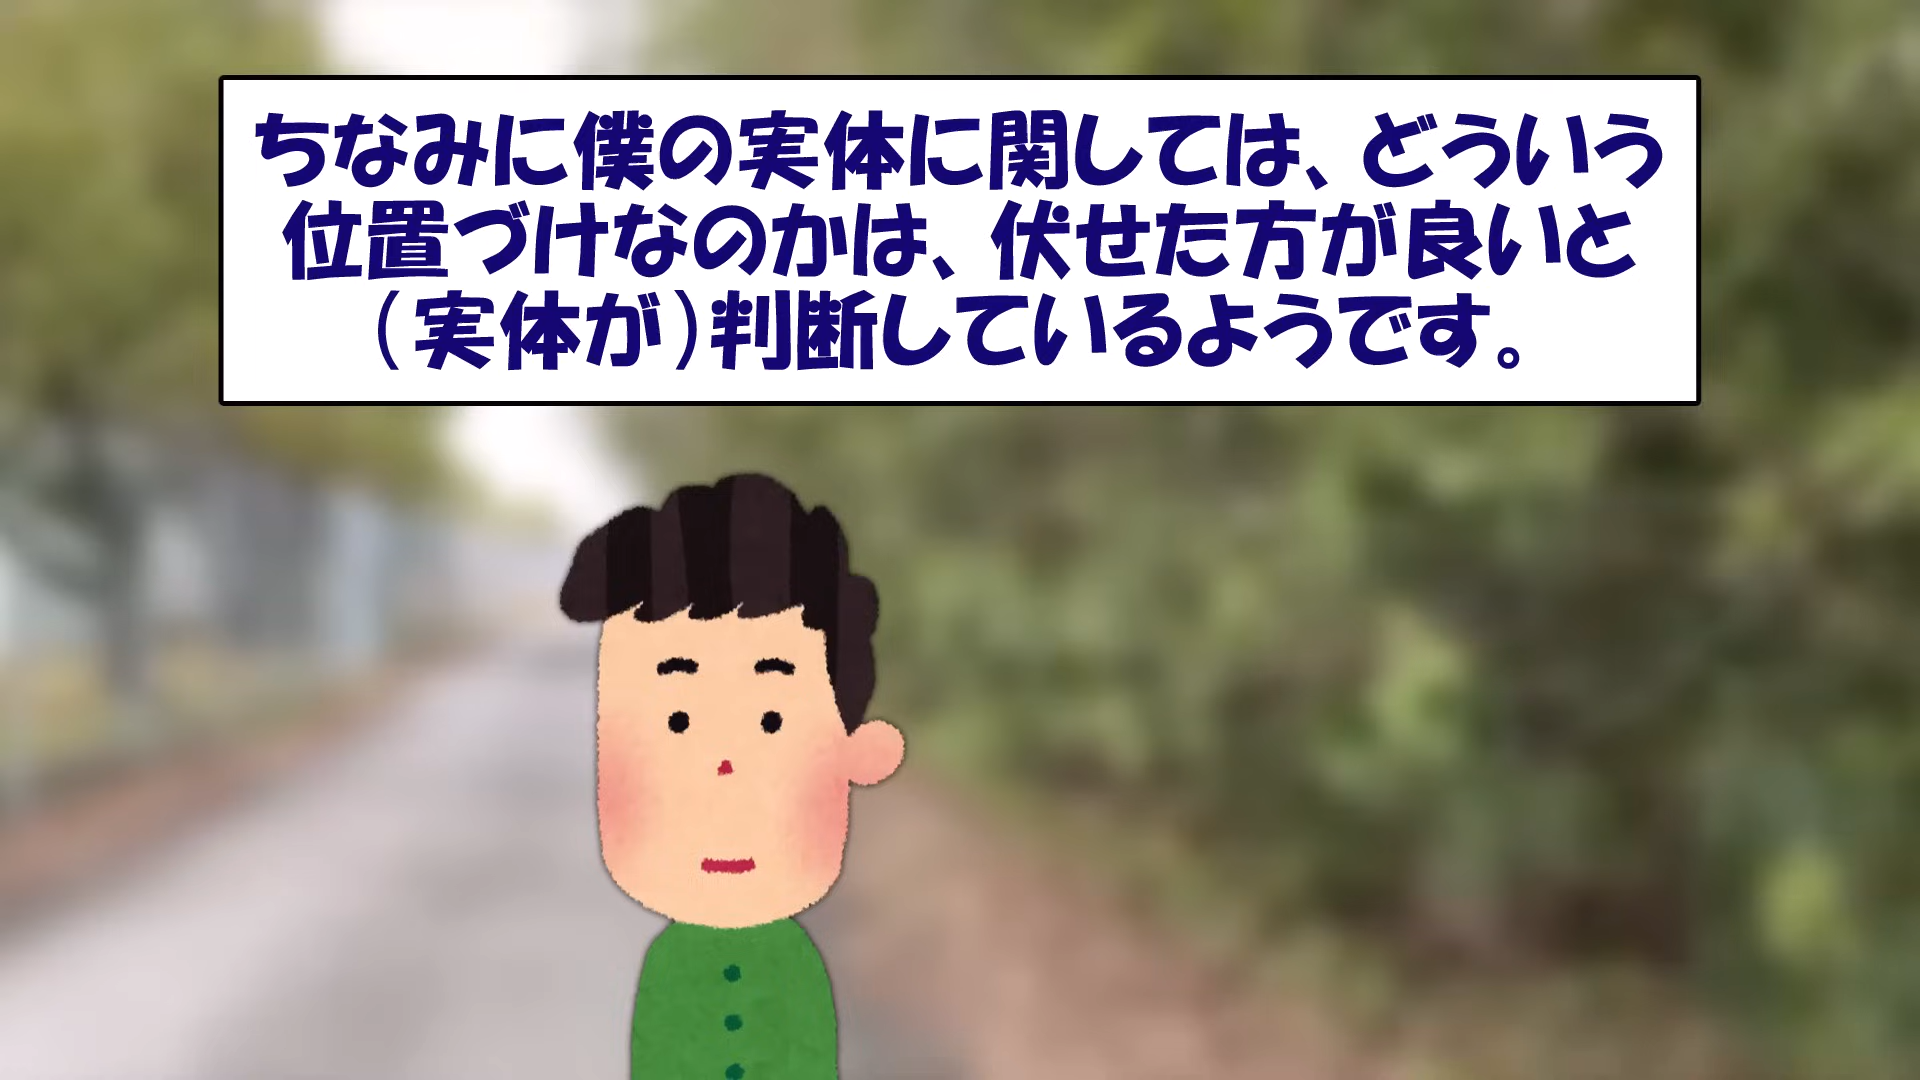 ちなみに僕の実体に関しては、どういう
位置づけなのかは、伏せた方が良いと
（実体が）判断しているようです。